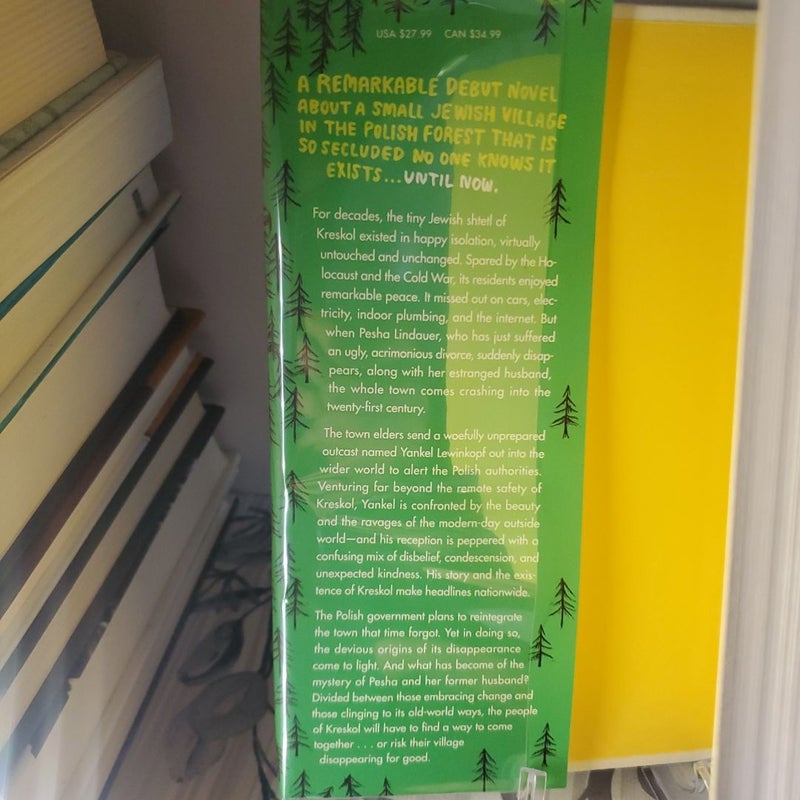 USA $27.99 CAN $34.99
A REMARKABLE DEBUT NOVEL
ABOUT A SMALL JEWISH VILLAGE
IN THE POLISH FOREST THAT IS
SO SECLUDED NO ONE KNOWS IT
EXISTS...UNTIL NOW.
For decades, the tiny Jewish shtetl of
Kreskol existed in happy isolation, virtually
untouched and unchanged. Spared by the Ho-
locaust and the Cold War, its residents enjoyed
remarkable peace. It missed out on cars, elec-
tricity, indoor plumbing, and the internet. But
when Pesha Lindauer, who has just suffered
an ugly, acrimonious divorce, suddenly disap-
pears, along with her estranged husband,
the whole town comes crashing into the
twenty-first century.
The town elders send a woefully unprepared
outcast named Yankel Lewinkopf out into the
wider world to alert the Polish authorities.
Venturing far beyond the remote safety of
Kreskol, Yankel is confronted by the beauty
and the ravages of the modern-day outside
world—and his reception is peppered with a
confusing mix of disbelief, condescension, and
unexpected kindness. His story and the exis-
tence of Kreskol make headlines nationwide.
The Polish government plans to reintegrate
the town that time forgot. Yet in doing so,
the devious origins of its disappearance
come to light. And what has become of the
mystery of Pesha and her former husband?
Divided between those embracing change and
those clinging to its old-world ways, the people
of Kreskol will have to find a way to come
together . . . or risk their village
disappearing for good.